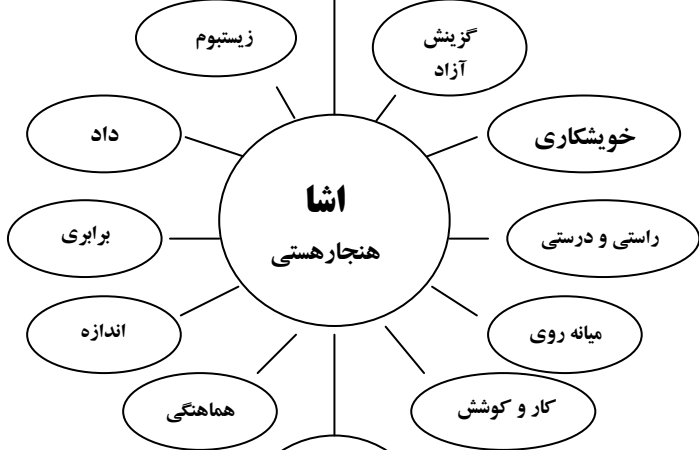 زیستبوم
گزینش
آزاد
داد
خویشکاری
اشا
هنجارهستی
برابری
راستی و درستی
اندازه
میانه روی
هماهنگی
کار و کوشش